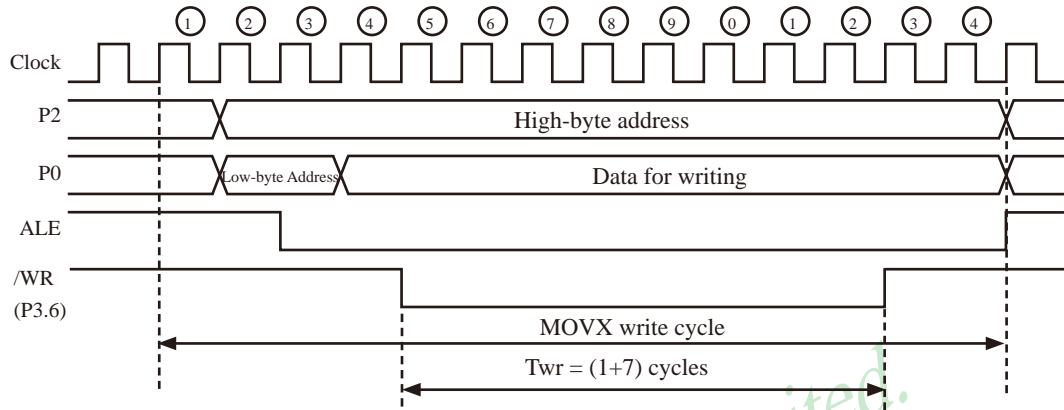 1 2 3 4 5 6 7 8 9 0 1 2 3 4
Clock
P2 High-byte address
P0 Low-byte Address Data for writing
ALE
/WR
(P3.6)
MOVX write cycle
Twr = (1+7) cycles